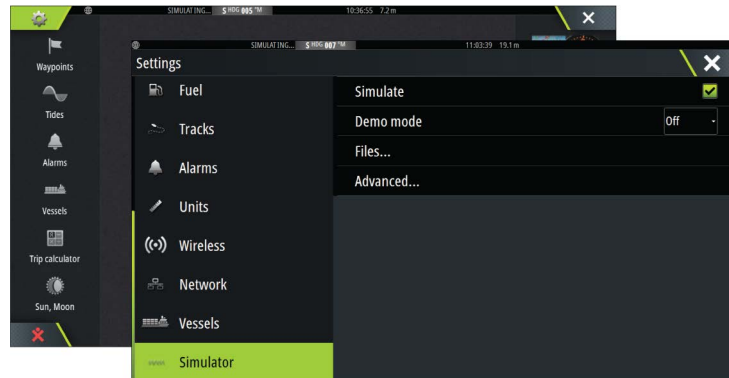 SIMULATING... S HDG 005 °M 10:36:55 7.2 m
Waypoints
Tides
Alarms
Vessels
Trip calculator
Sun, Moon
SIMULATING... S HDG 007 °M 11:03:39 19.1 m
Settings
Fuel
Tracks
Alarms
Units
Wireless
Network
Vessels
Simulator
Simulate
Demo mode Off
Files...
Advanced...